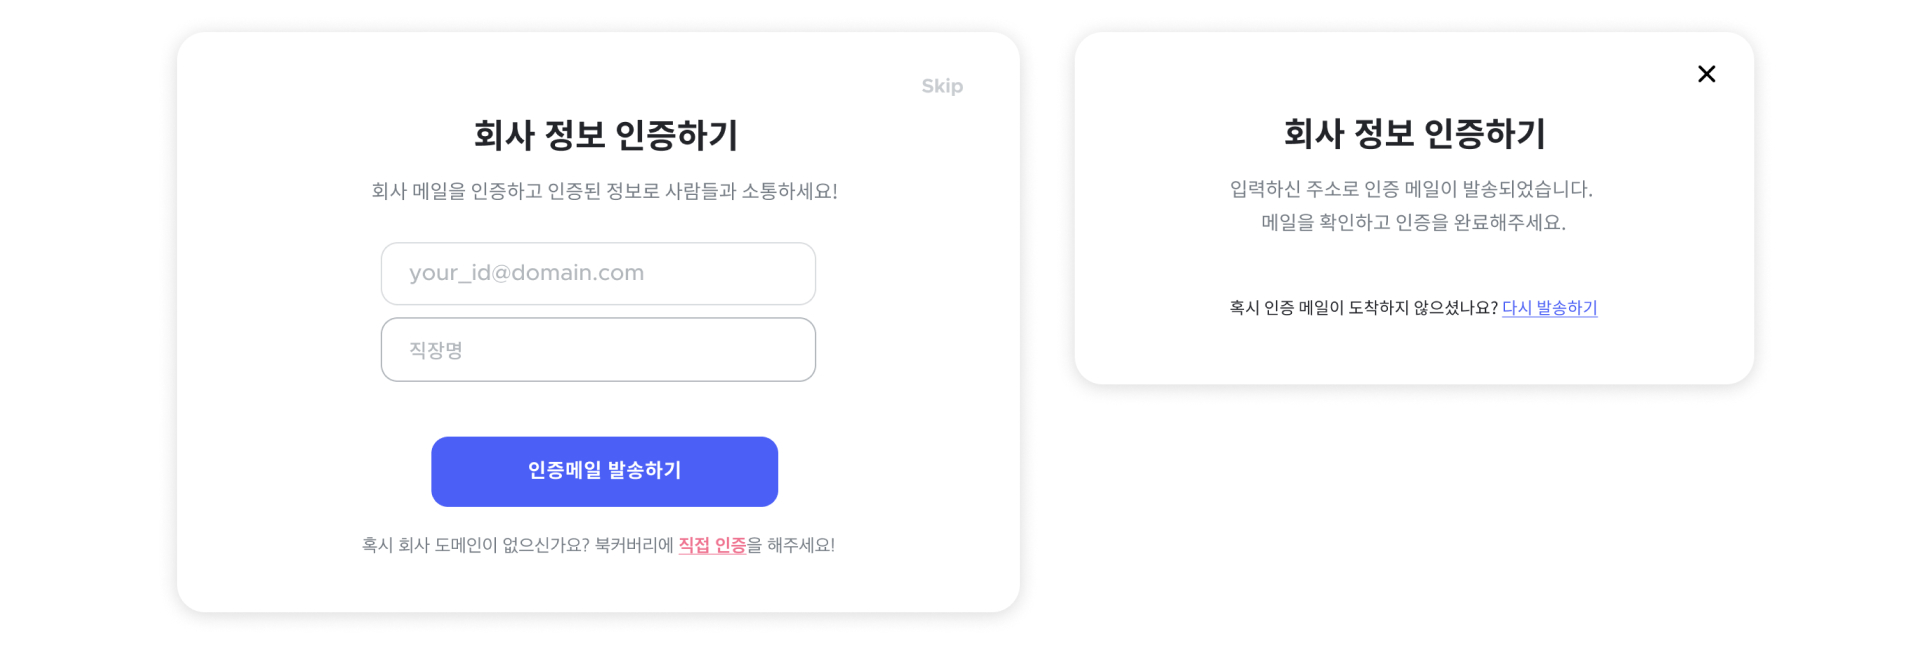 Skip
회사 정보 인증하기
회사 메일을 인증하고 인증된 정보로 사람들과 소통하세요!
your_id@domain.com
직장명
인증메일 발송하기
혹시 회사 도메인이 없으신가요? 북커버리에 직접 인증을 해주세요!
회사 정보 인증하기
입력하신 주소로 인증 메일이 발송되었습니다.
메일을 확인하고 인증을 완료해주세요.
혹시 인증 메일이 도착하지 않으셨나요? 다시 발송하기